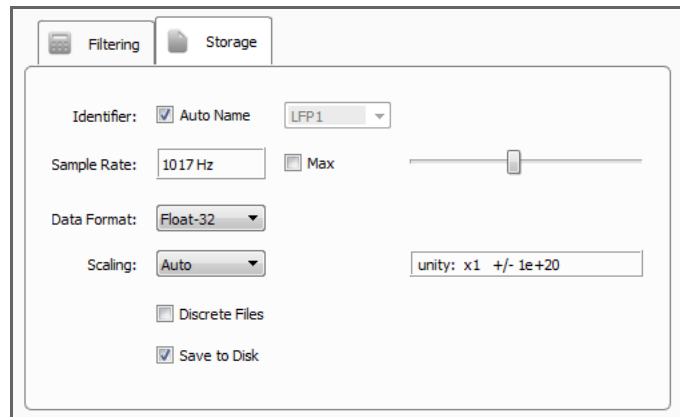 Filtering Storage
Identifier: Auto Name LFP1
Sample Rate: 1017 Hz Max
Data Format: Float-32
Scaling: Auto unity: x1 +/- 1e+20
Discrete Files
Save to Disk